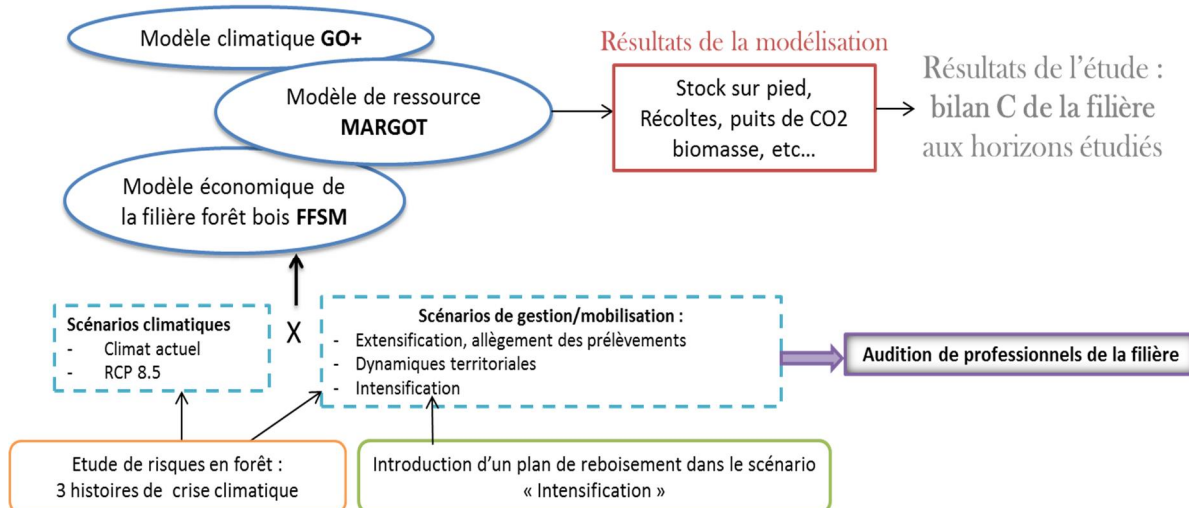 Modèle climatique GO+
Modèle de ressource
MARGOT
Modèle économique de
la filière forêt bois FFSM
Résultats de la modélisation
Stock sur pied,
Récoltes, puits de CO2
biomasse, etc...
Résultats de l'étude :
bilan C de la filière
aux horizons étudiés
Scénarios climatiques
- Climat actuel
- RCP 8.5
X
Scénarios de gestion/mobilisation :
- Extensification, allègement des prélèvements
- Dynamiques territoriales
- Intensification
Audition de professionnels de la filière
Etude de risques en forêt :
3 histoires de crise climatique
Introduction d'un plan de reboisement dans le scénario
« Intensification »